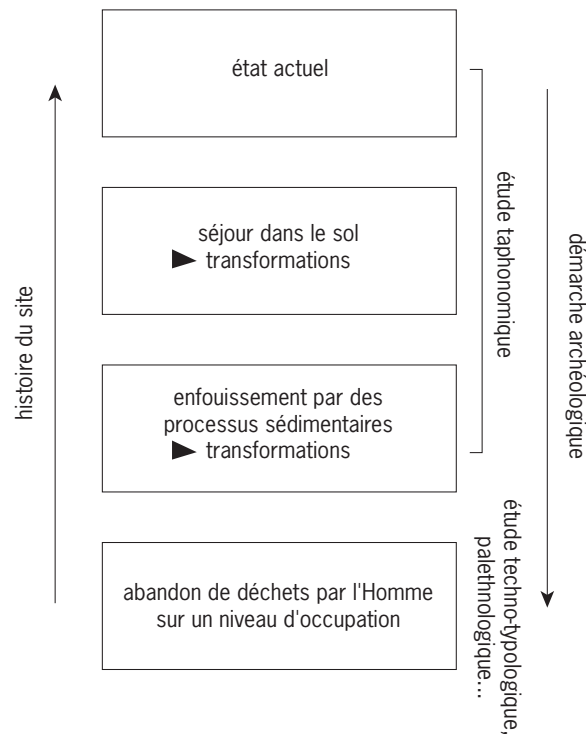 état actuel
séjour dans le sol
► transformations
enfouissement par des
processus sédimentaires
► transformations
abandon de déchets par l'Homme
sur un niveau d'occupation
histoire du site
étude taphonomique
étude techno-typologique,
palethnologique...
démarche archéologique